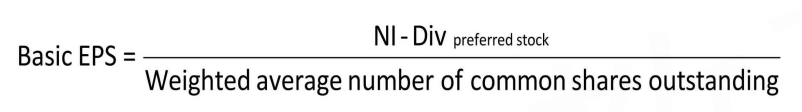 NI - Div preferred stock
Basic EPS =
Weighted average number of common shares outstanding